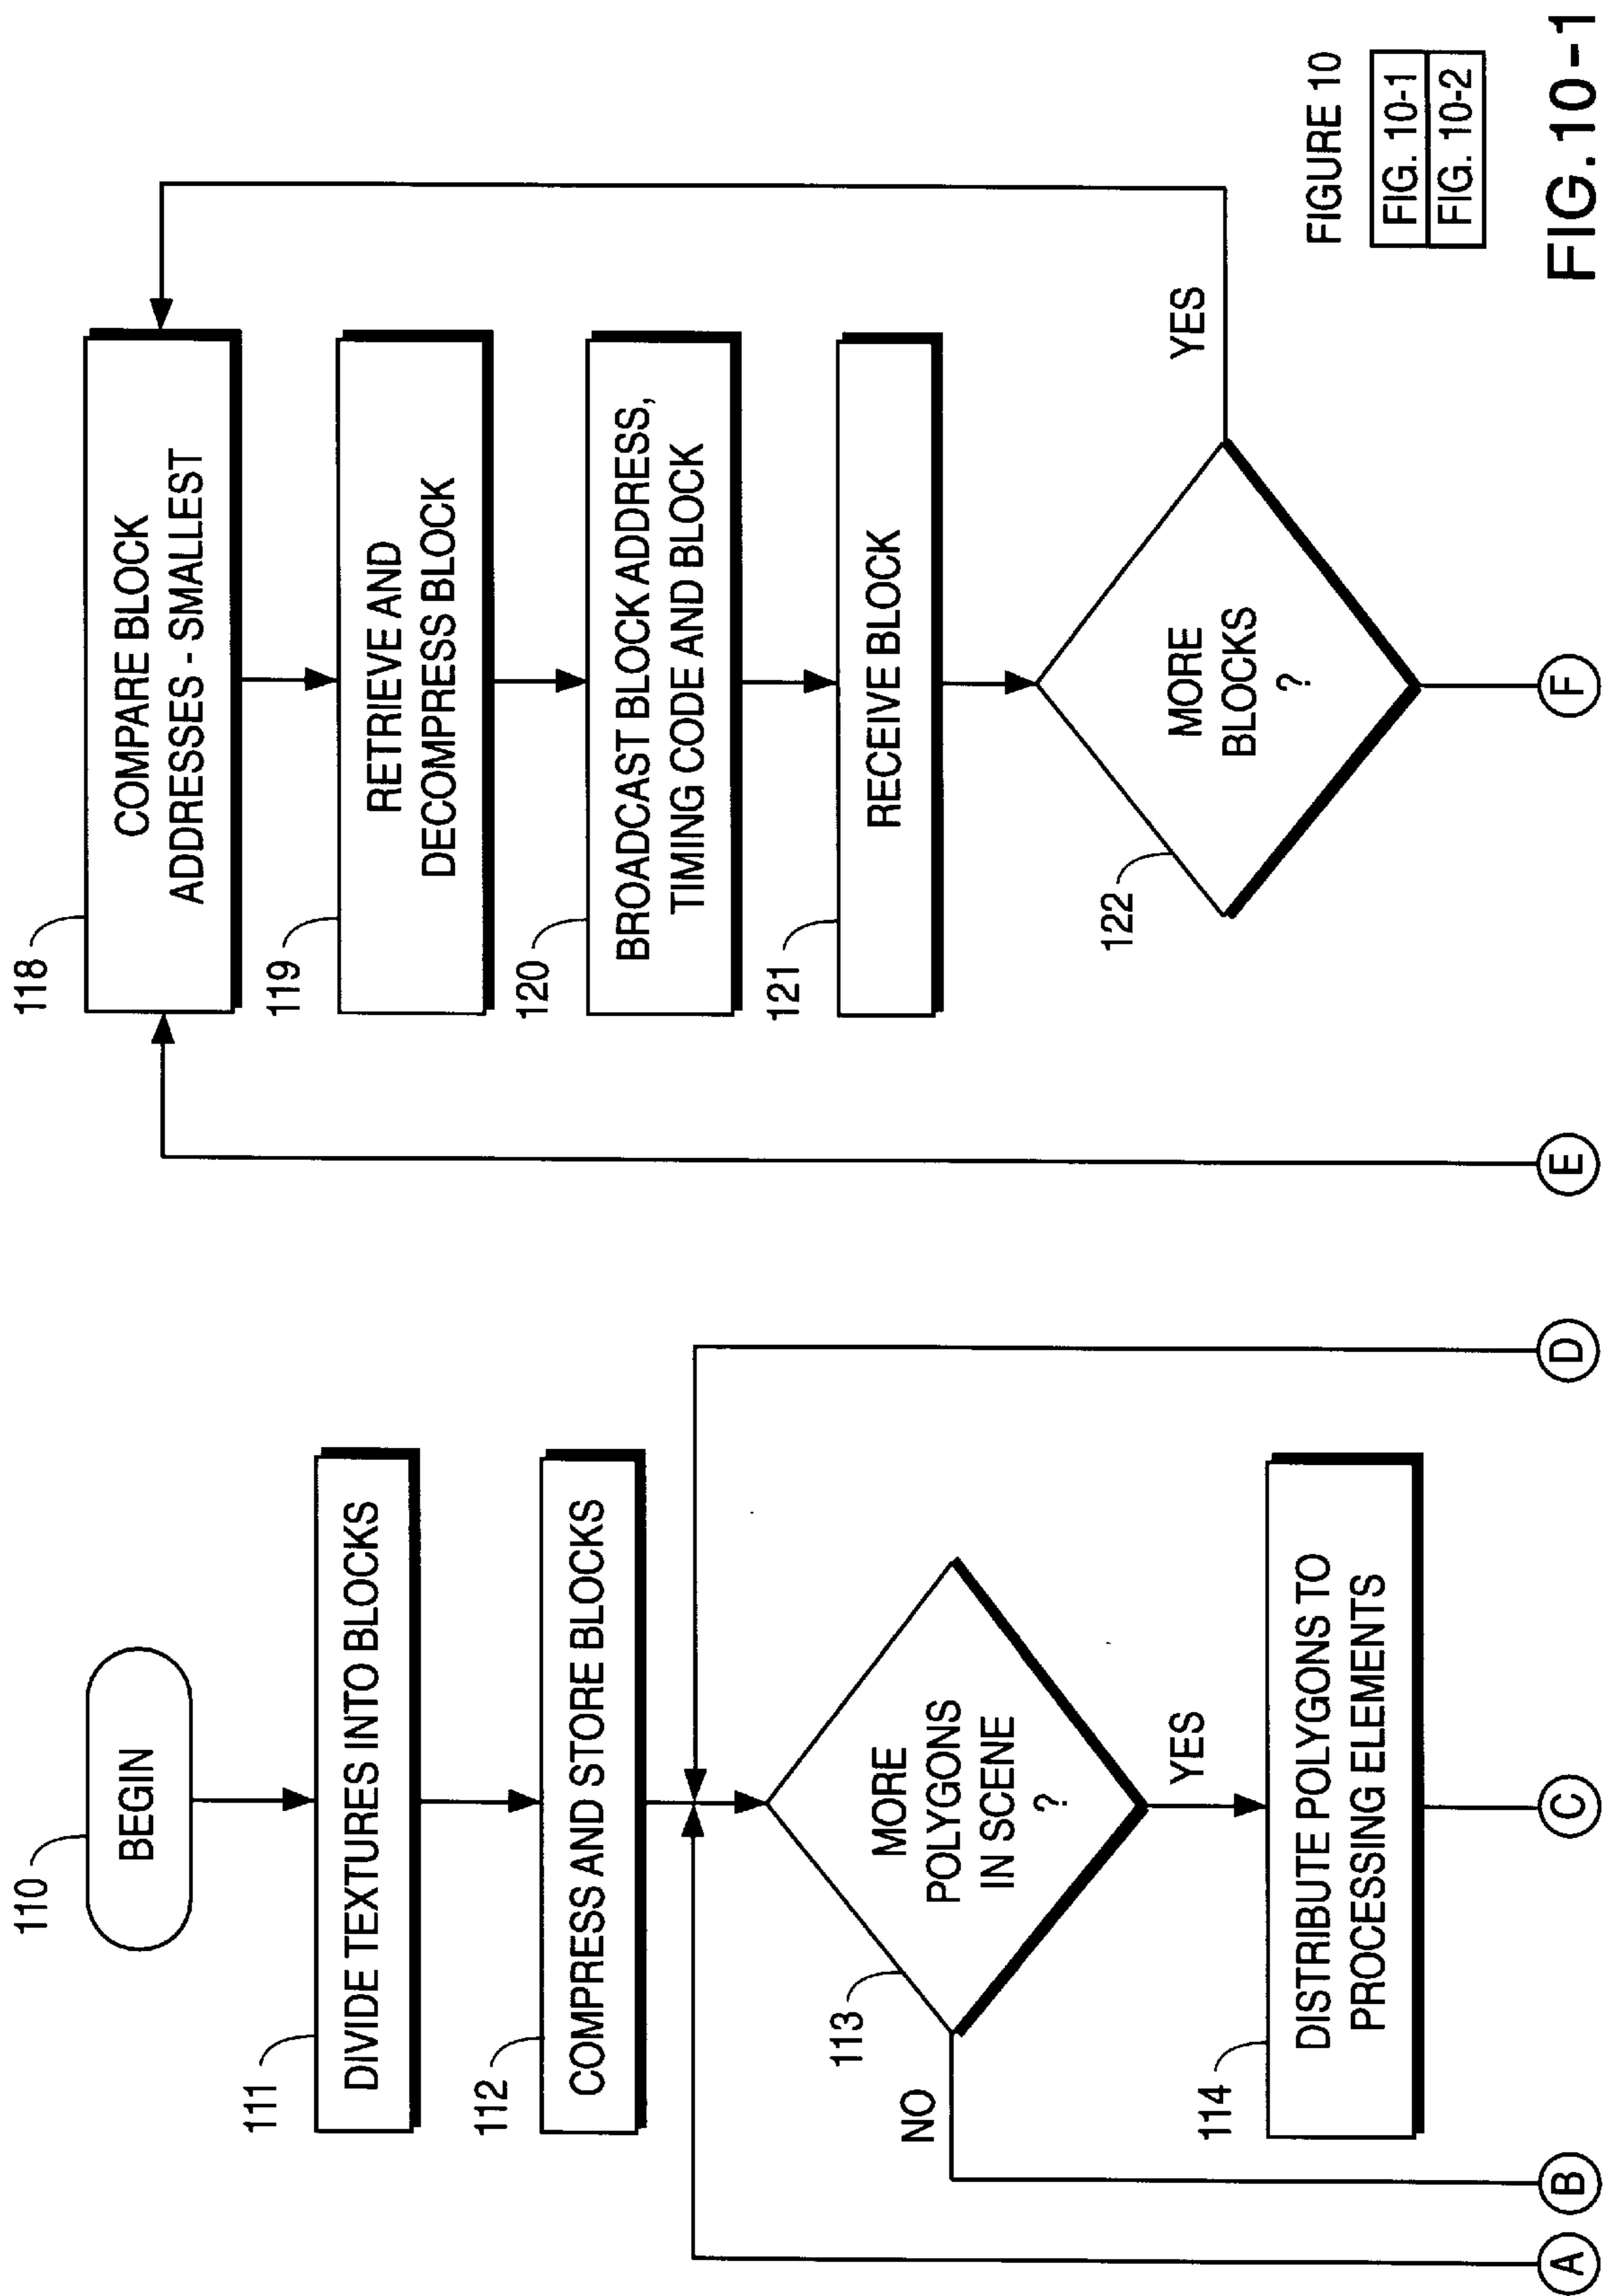 110
BEGIN
111
DIVIDE TEXTURES INTO BLOCKS
112
COMPRESS AND STORE BLOCKS
113
MORE
POLYGONS
IN SCENE
?
NO
YES
114
DISTRIBUTE POLYGONS TO
PROCESSING ELEMENTS
A
B
C
D
118
COMPARE BLOCK
ADDRESSES - SMALLEST
119
RETRIEVE AND
DECOMPRESS BLOCK
120
BROADCAST BLOCK ADDRESS,
TIMING CODE AND BLOCK
121
RECEIVE BLOCK
122
MORE
BLOCKS
?
YES
E
F
FIGURE 10
FIG. 10-1
FIG. 10-2
FIG.10-1